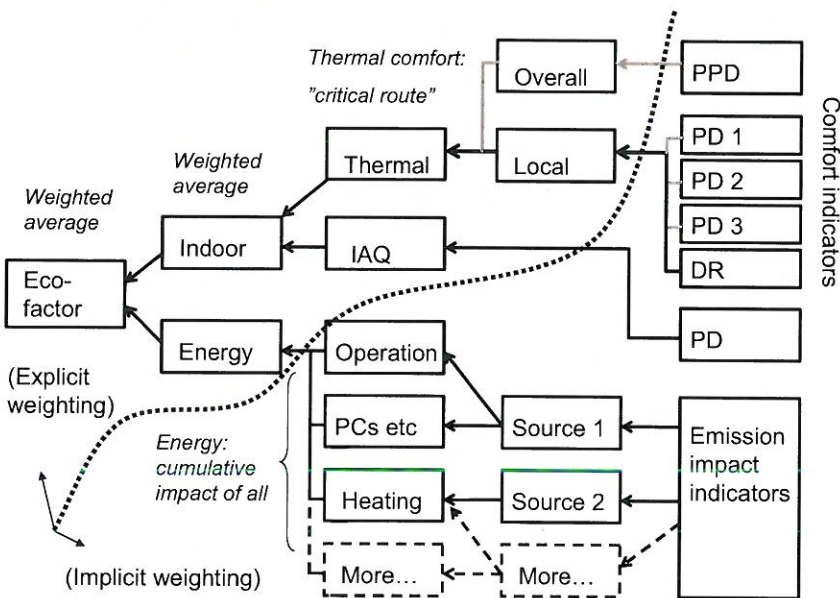 Thermal comfort:
"critical route"
Overall
PPD
Comfort indicators
Weighted
average
Thermal
Local
PD 1
PD 2
PD 3
DR
Weighted
average
Indoor
IAQ
Eco-
factor
PD
Energy
Operation
(Explicit
weighting)
PCs etc
Source 1
Emission
impact
indicators
Energy:
cumulative
impact of all
Heating
Source 2
(Implicit weighting)
More...
More...